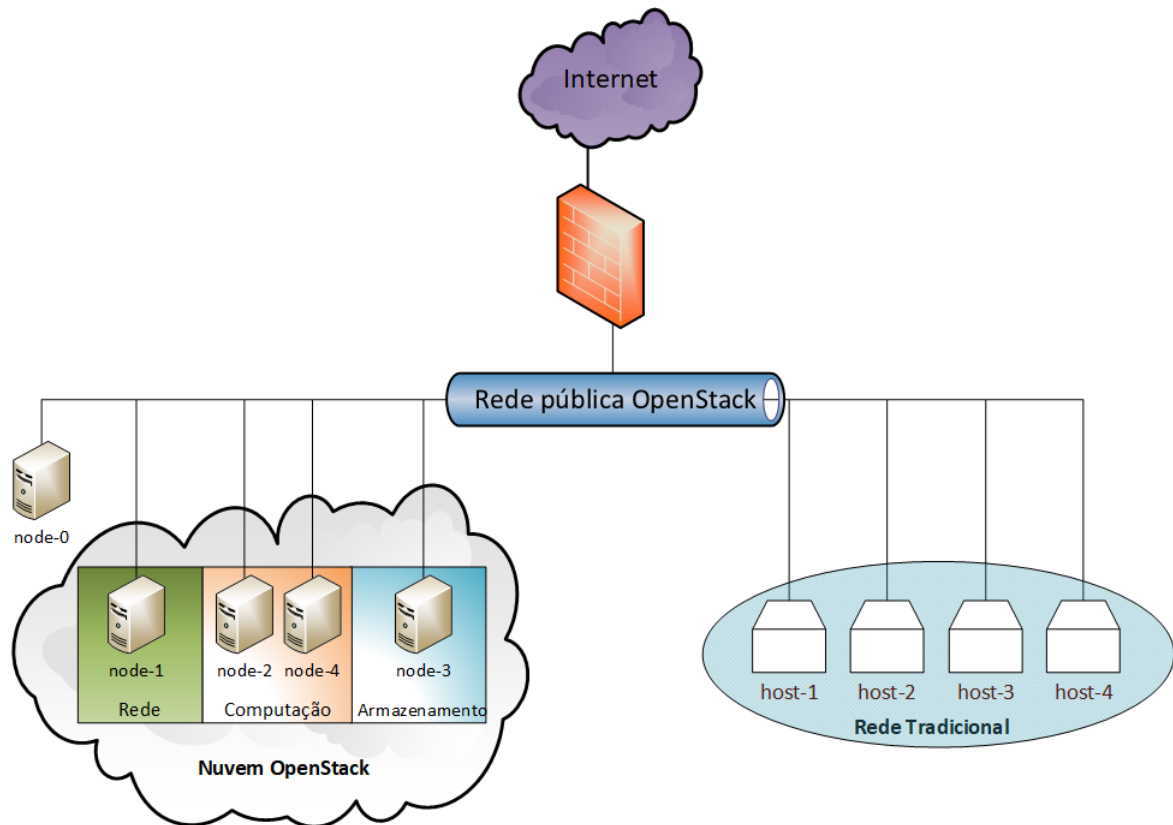 Internet
Rede pública OpenStack
node-0
node-1
node-2
node-4
node-3
Rede
Computação
Armazenamento
Nuvem OpenStack
host-1
host-2
host-3
host-4
Rede Tradicional